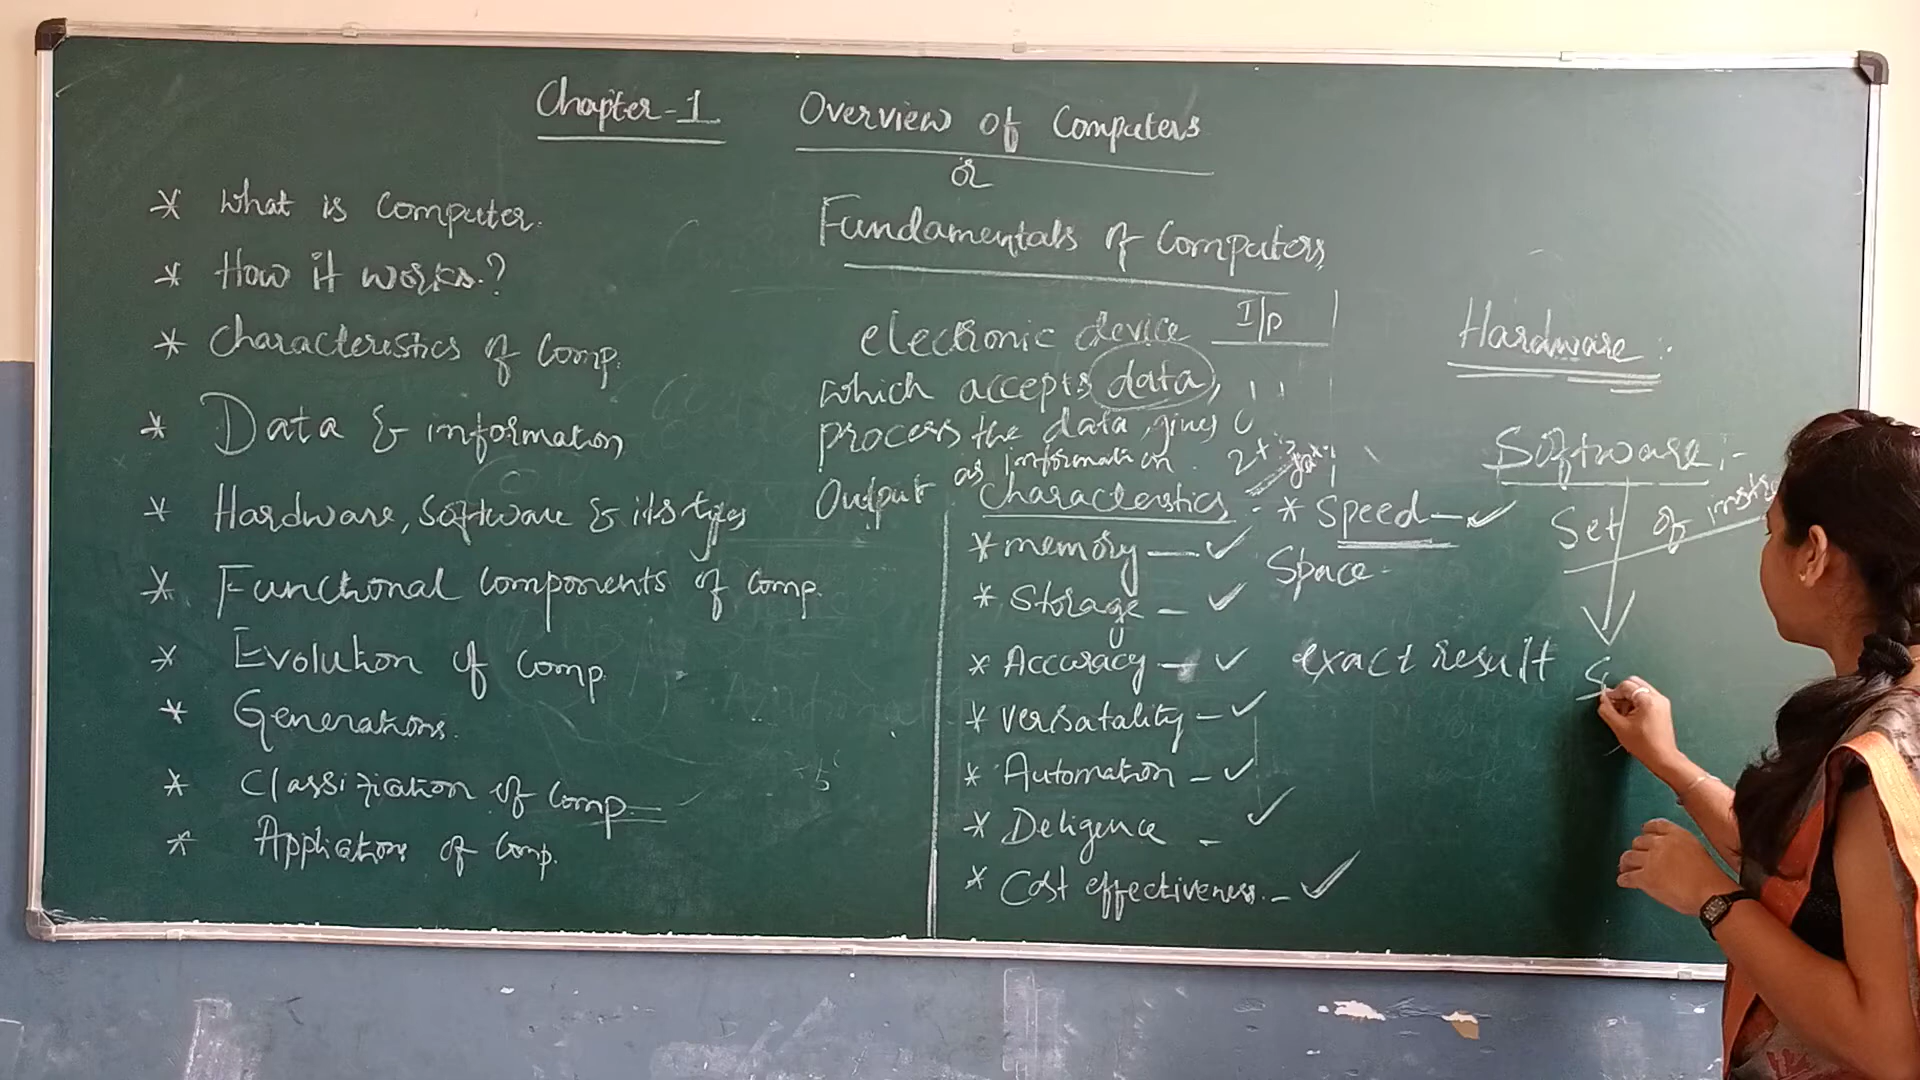 Chapter-1 Overview of Computers
or
Fundamentals of Computers
* What is computer.
* How it works.?
* Characteristics of Comp.
* Data & information
* Hardware, Software & its types
* Functional components of comp.
* Evolution of Comp
* Generations.
* Classification of Comp.
* Applications of Comp.
electronic device I/P
which accepts data,
process the data, gives
Output as information.
Characteristics - * Speed - ✓
Space.
* memory - ✓
* Storage - ✓
* Accuracy - ✓ exact result
* Versatality - ✓
* Automation - ✓
* Deligence - ✓
* Cost effectiveness. - ✓
Hardware :
Software :-
Set of
S